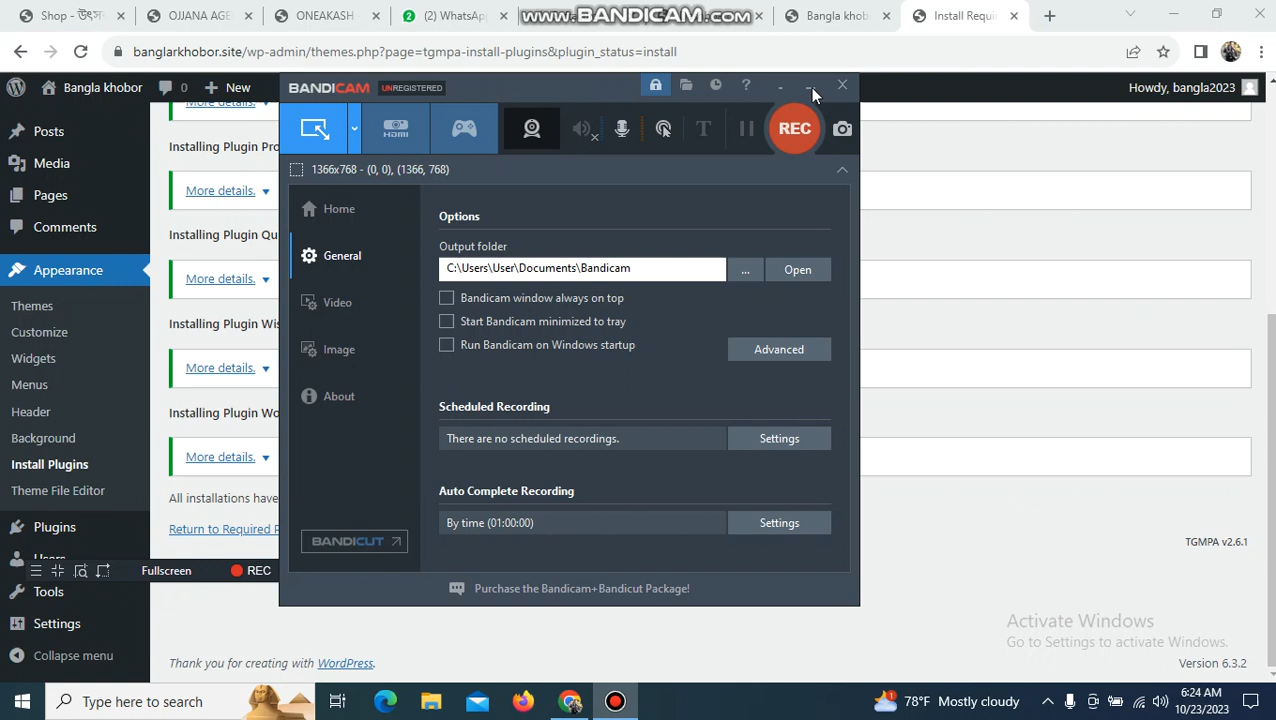 Shop - উৎস
OJJANA AGE
ONEAKASH -
(2) WhatsAp
www.BANDICAM.com
Bangla khob
Install Requi
banglarkhobor.site/wp-admin/themes.php?page=tgmpa-install-plugins&plugin_status=install
Bangla khobor
0
New
Howdy, bangla2023
BANDICAM UNREGISTERED
REC
1366x768 - (0, 0), (1366, 768)
Home
General
Video
Image
About
BANDICUT
Options
Output folder
C:\Users\User\Documents\Bandicam
...
Open
Bandicam window always on top
Start Bandicam minimized to tray
Run Bandicam on Windows startup
Advanced
Scheduled Recording
There are no scheduled recordings.
Settings
Auto Complete Recording
By time (01:00:00)
Settings
Purchase the Bandicam+Bandicut Package!
Posts
Media
Pages
Comments
Appearance
Themes
Customize
Widgets
Menus
Header
Background
Install Plugins
Theme File Editor
Plugins
Users
Tools
Settings
Collapse menu
More details.
Installing Plugin Pro
More details.
Installing Plugin Qu
More details.
Installing Plugin Wis
More details.
Installing Plugin Wo
More details.
All installations have
Return to Required P
TGMPA v2.6.1
Fullscreen
REC
Activate Windows
Go to Settings to activate Windows.
Thank you for creating with WordPress.
Version 6.3.2
Type here to search
1
78°F Mostly cloudy
6:24 AM
10/23/2023